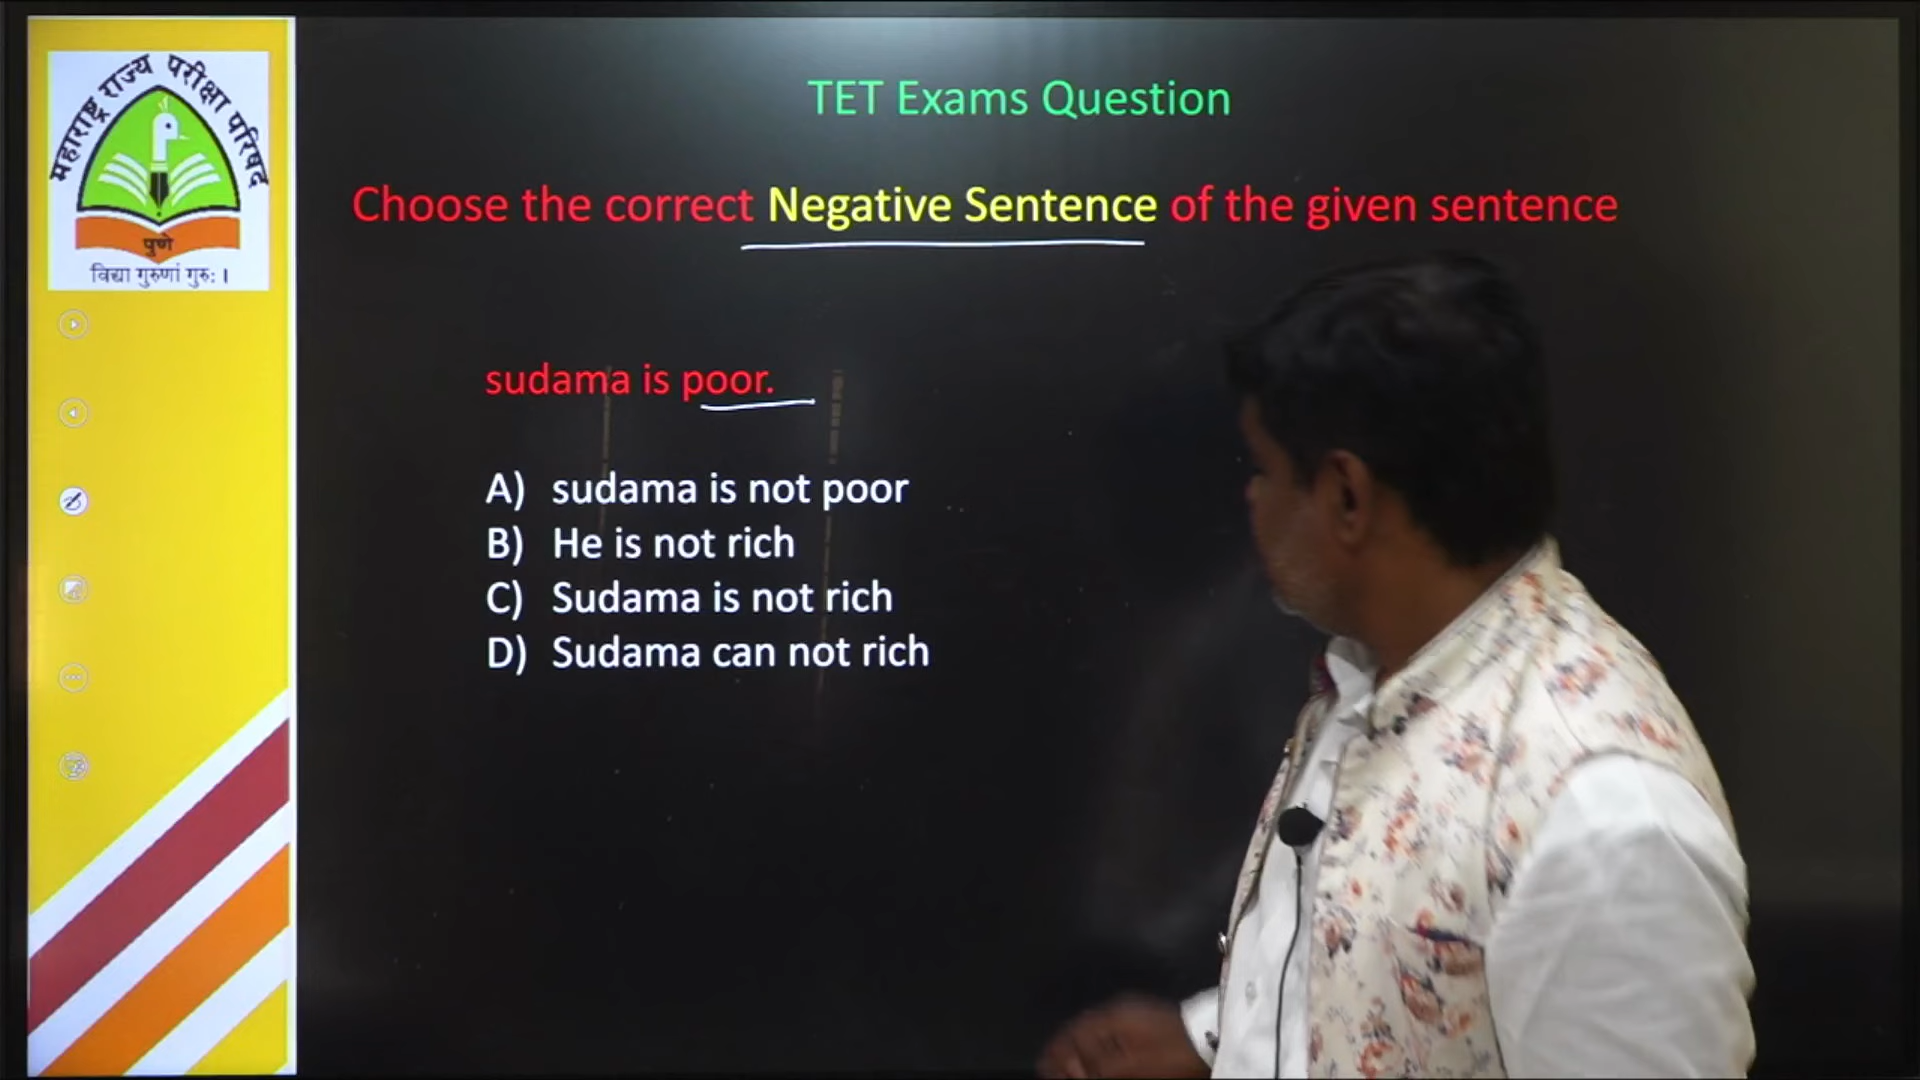 महाराष्ट्र राज्य परीक्षा परिषद
पुणे
विद्या गुरुणां गुरुः।
TET Exams Question
Choose the correct Negative Sentence of the given sentence
sudama is poor.
A) sudama is not poor
B) He is not rich
C) Sudama is not rich
D) Sudama can not rich